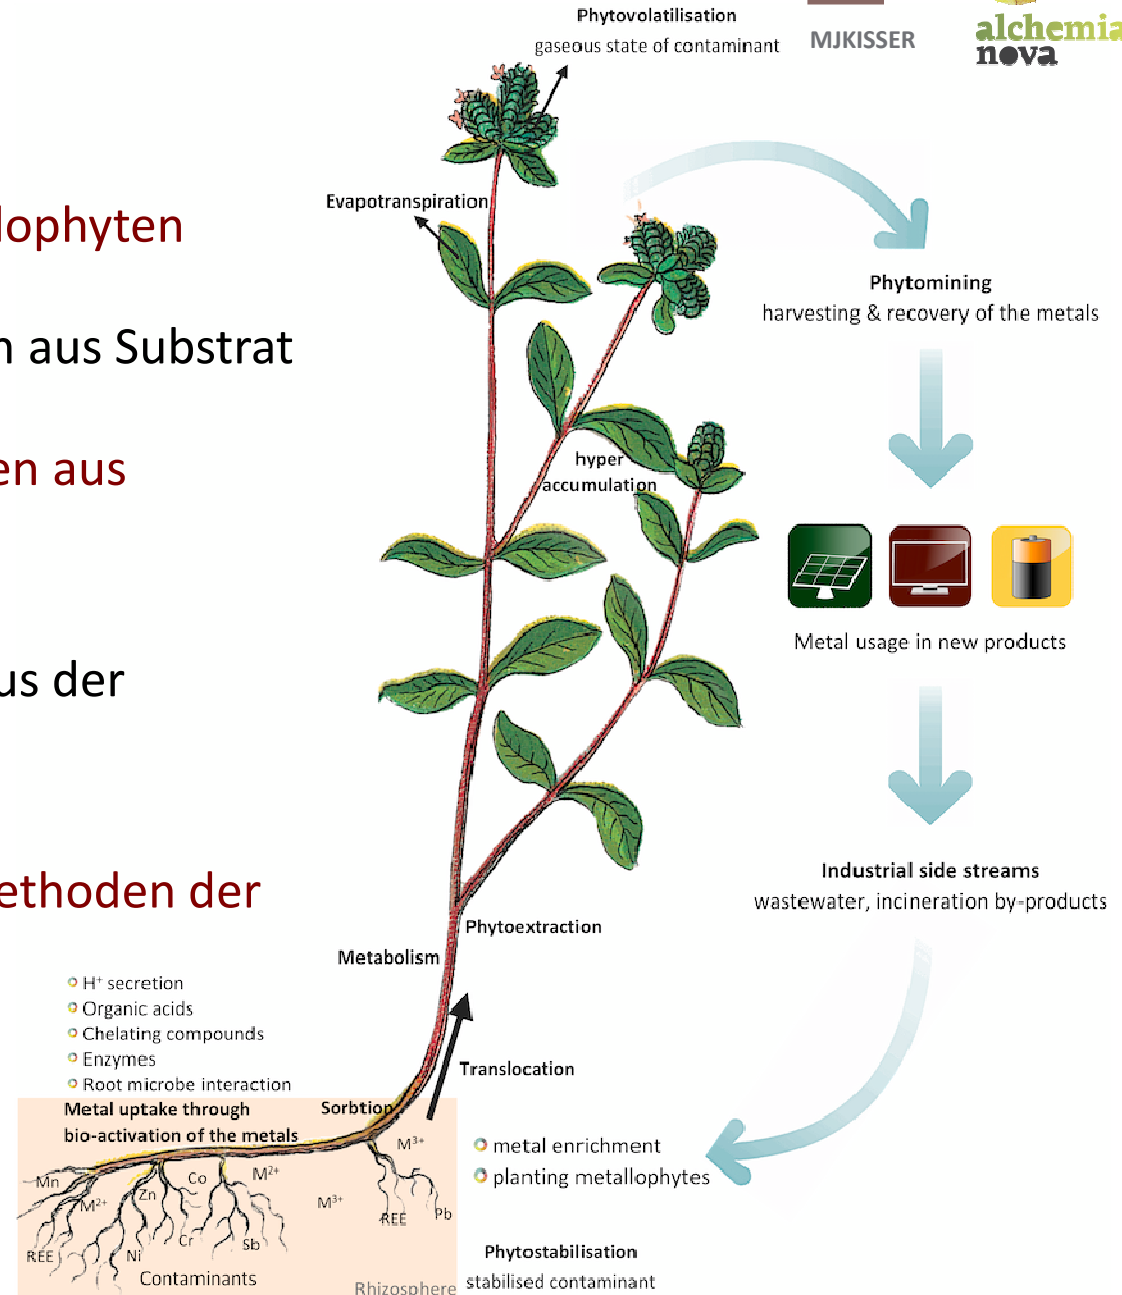 Phytovolatilisation
gaseous state of contaminant
MJKISSER
alchemia
nova
lophyten
aus Substrat
en aus
us der
ethoden der
Evapotranspiration
hyper
accumulation
Phytomining
harvesting & recovery of the metals
Metal usage in new products
Industrial side streams
wastewater, incineration by-products
Phytoextraction
Metabolism
H⁺ secretion
Organic acids
Chelating compounds
Enzymes
Root microbe interaction
Translocation
Metal uptake through
bio-activation of the metals
Sorbtion
metal enrichment
planting metallophytes
Mn
M²⁺
Zn
Co
M²⁺
M³⁺
M³⁺
REE
Ni
Cr
Sb
REE
Pb
Contaminants
Rhizosphere
Phytostabilisation
stabilised contaminant